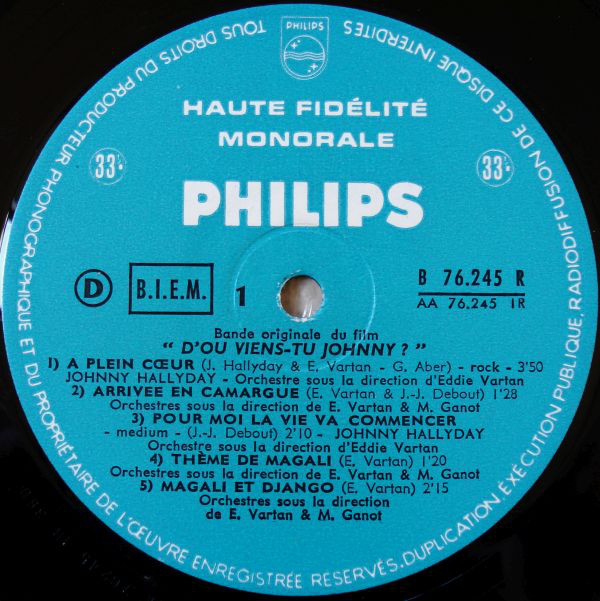 TOUS DROITS DU PRODUCTEUR PHONOGRAPHIQUE ET DU PROPRIÉTAIRE DE L'ŒUVRE ENREGISTRÉE RÉSERVÉS. DUPLICATION EXÉCUTION PUBLIQUE, RADIODIFFUSION DE CE DISQUE INTERDITES
PHILIPS
HAUTE FIDÉLITÉ
MONORALE
33 33
PHILIPS
D B.I.E.M. 1 B 76.245 R
AA 76.245 1R
Bande originale du film
" D'OU VIENS-TU JOHNNY ? "
1) A PLEIN CŒUR (J. Hallyday & E. Vartan - G. Aber) - rock - 3'50
JOHNNY HALLYDAY - Orchestre sous la direction d'Eddie Vartan
2) ARRIVEE EN CAMARGUE (E. Vartan & J.-J. Debout) 1'28
Orchestres sous la direction de E. Vartan & M. Ganot
3) POUR MOI LA VIE VA COMMENCER
- medium - (J.-J. Debout) 2'10 - JOHNNY HALLYDAY
Orchestre sous la direction d'Eddie Vartan
4) THÈME DE MAGALI (E. Vartan) 1'20
Orchestres sous la direction de E. Vartan & M. Ganot
5) MAGALI ET DJANGO (E. Vartan) 2'15
Orchestres sous la direction
de E. Vartan & M. Ganot